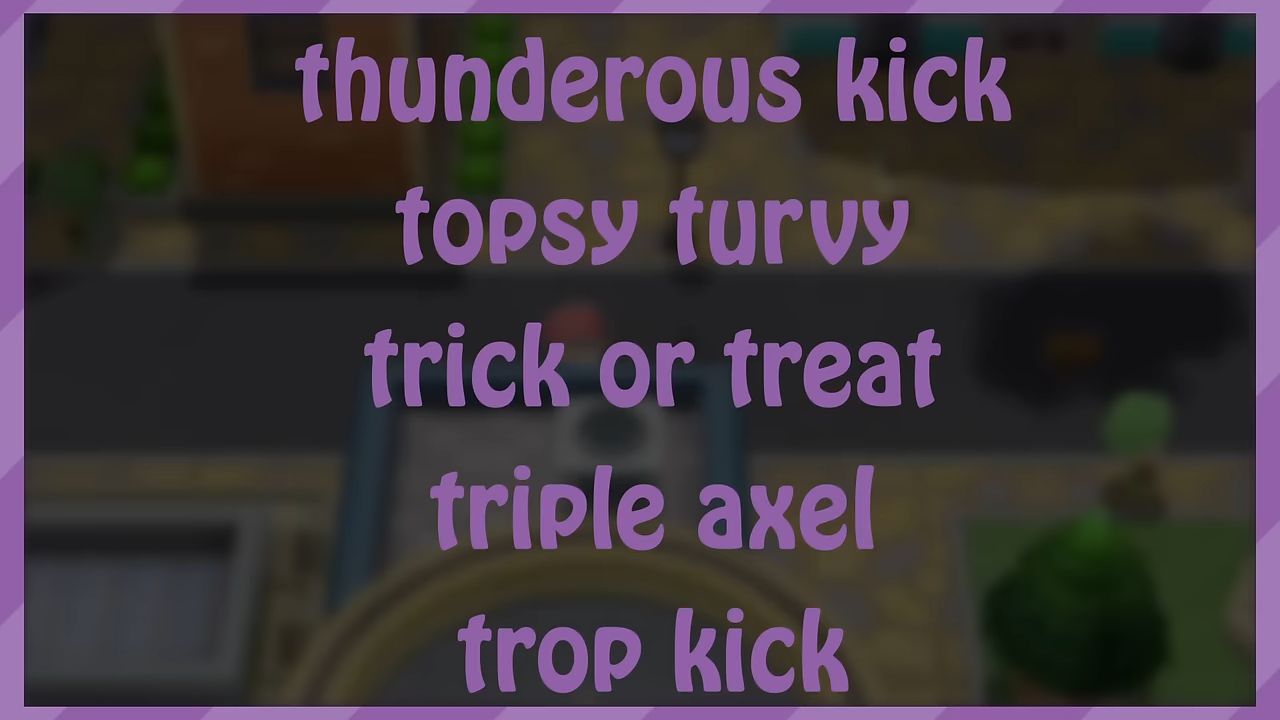 thunderous kick
topsy turvy
trick or treat
triple axel
trop kick